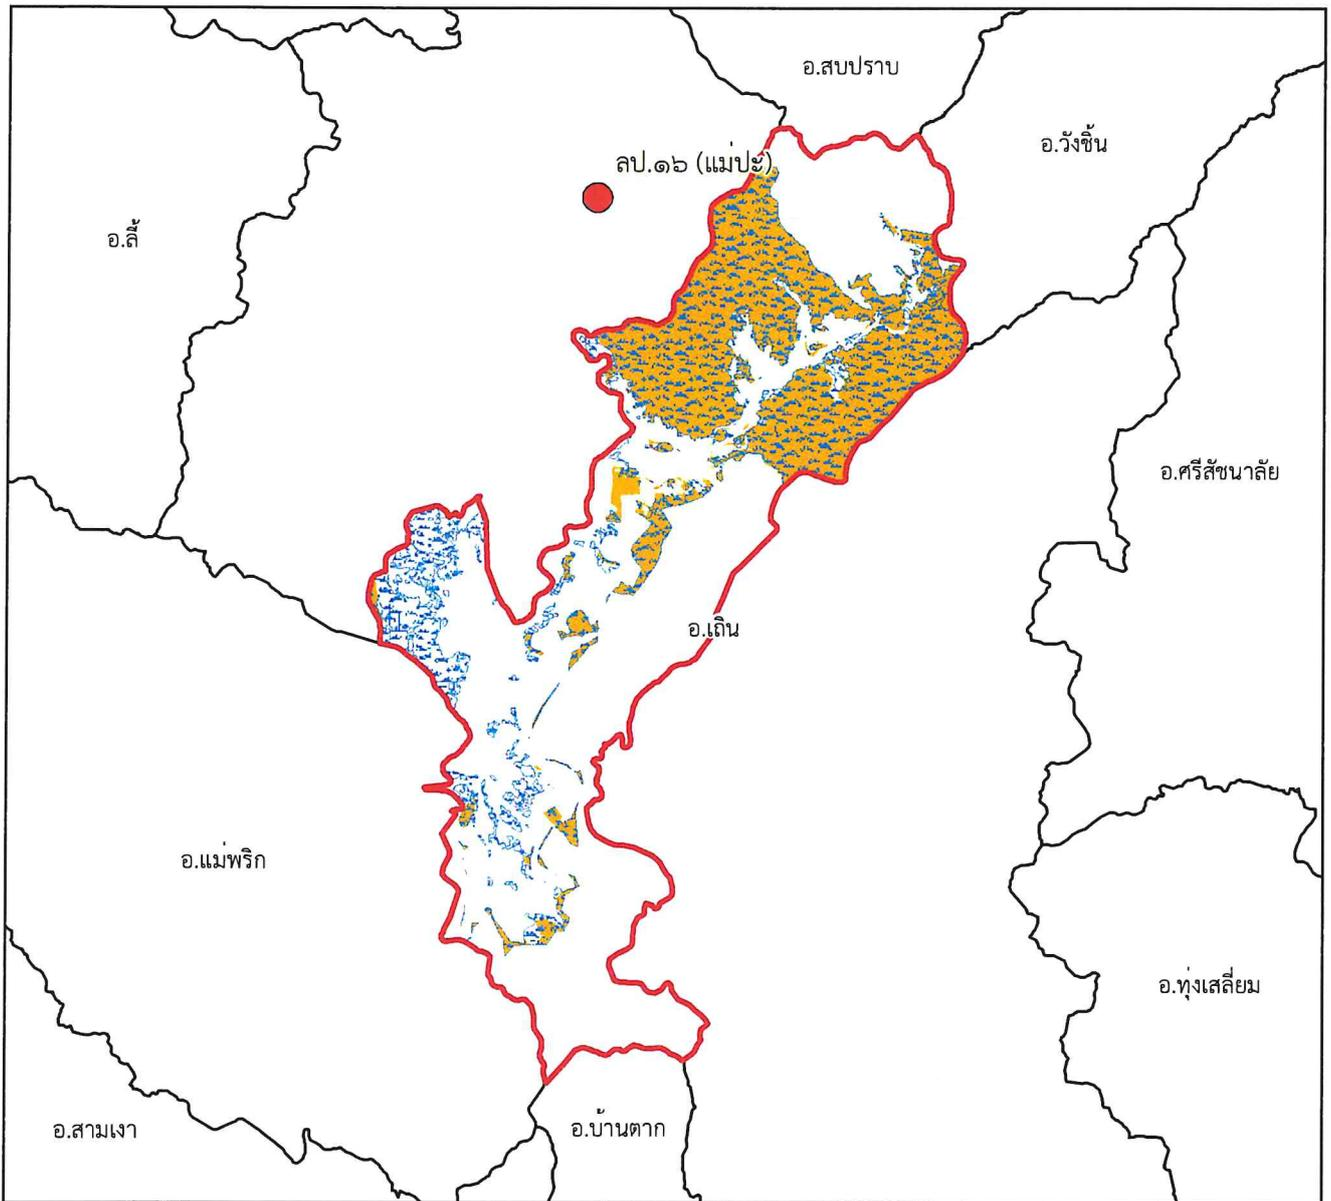 อ.สบปราบ
อ.วังชิ้น
ลป.๑๖ (แม่ปะ)
อ.ลี้
อ.ศรีสัชนาลัย
อ.เถิน
อ.แม่พริก
อ.ทุ่งเสลี่ยม
อ.สามเงา
อ.บ้านตาก